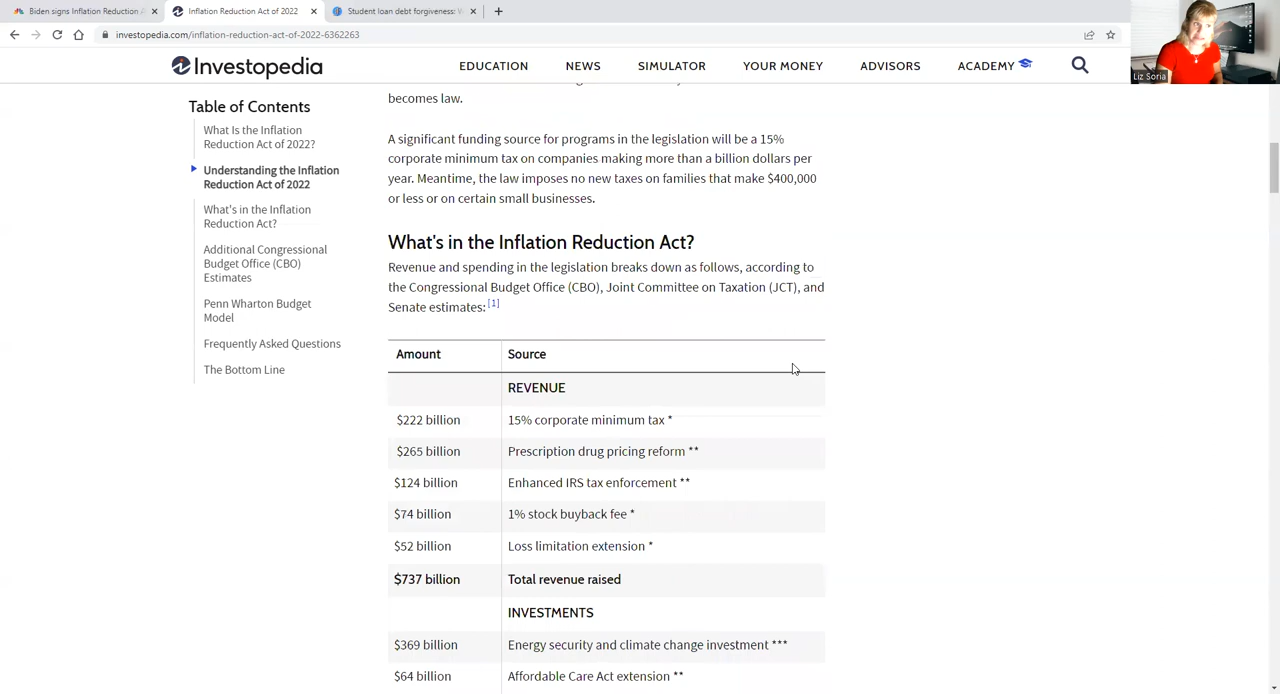 Biden signs Inflation Reduction A
Inflation Reduction Act of 2022
Student loan debt forgiveness: W
investopedia.com/inflation-reduction-act-of-2022-6362263
Liz Soria
Investopedia
EDUCATION
NEWS
SIMULATOR
YOUR MONEY
ADVISORS
ACADEMY
Table of Contents
What Is the Inflation
Reduction Act of 2022?
Understanding the Inflation
Reduction Act of 2022
What's in the Inflation
Reduction Act?
Additional Congressional
Budget Office (CBO)
Estimates
Penn Wharton Budget
Model
Frequently Asked Questions
The Bottom Line
becomes law.
A significant funding source for programs in the legislation will be a 15%
corporate minimum tax on companies making more than a billion dollars per
year. Meantime, the law imposes no new taxes on families that make $400,000
or less or on certain small businesses.
What's in the Inflation Reduction Act?
Revenue and spending in the legislation breaks down as follows, according to
the Congressional Budget Office (CBO), Joint Committee on Taxation (JCT), and
Senate estimates: [1]
Amount Source
REVENUE
$222 billion 15% corporate minimum tax *
$265 billion Prescription drug pricing reform **
$124 billion Enhanced IRS tax enforcement **
$74 billion 1% stock buyback fee *
$52 billion Loss limitation extension *
$737 billion Total revenue raised
INVESTMENTS
$369 billion Energy security and climate change investment ***
$64 billion Affordable Care Act extension **